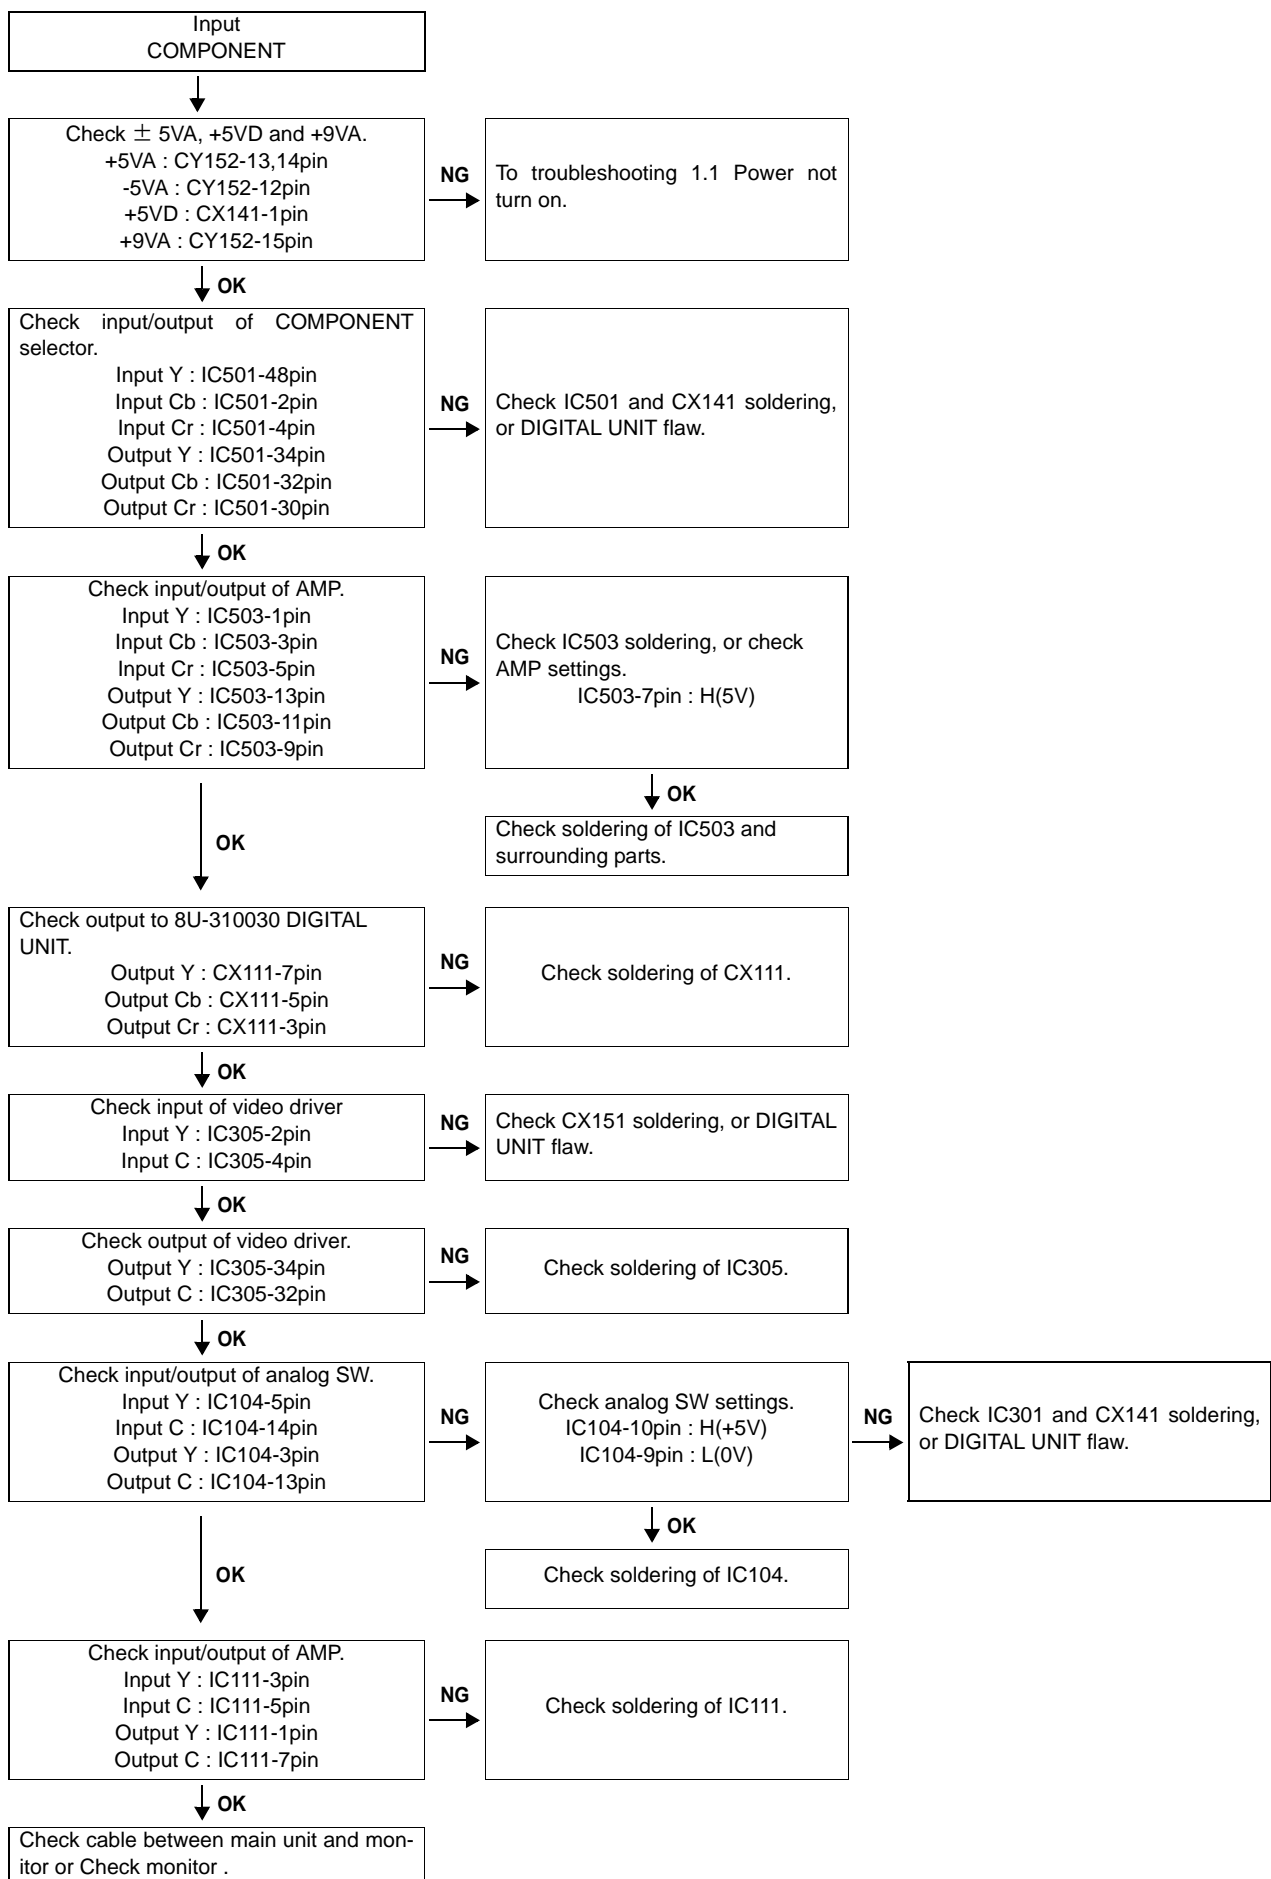 Input
COMPONENT
Check ± 5VA, +5VD and +9VA.
+5VA : CY152-13,14pin
-5VA : CY152-12pin
+5VD : CX141-1pin
+9VA : CY152-15pin
NG
To troubleshooting 1.1 Power not
turn on.
OK
Check input/output of COMPONENT
selector.
Input Y : IC501-48pin
Input Cb : IC501-2pin
Input Cr : IC501-4pin
Output Y : IC501-34pin
Output Cb : IC501-32pin
Output Cr : IC501-30pin
NG
Check IC501 and CX141 soldering,
or DIGITAL UNIT flaw.
OK
Check input/output of AMP.
Input Y : IC503-1pin
Input Cb : IC503-3pin
Input Cr : IC503-5pin
Output Y : IC503-13pin
Output Cb : IC503-11pin
Output Cr : IC503-9pin
NG
Check IC503 soldering, or check
AMP settings.
IC503-7pin : H(5V)
OK
Check soldering of IC503 and
surrounding parts.
OK
Check output to 8U-310030 DIGITAL
UNIT.
Output Y : CX111-7pin
Output Cb : CX111-5pin
Output Cr : CX111-3pin
NG
Check soldering of CX111.
OK
Check input of video driver
Input Y : IC305-2pin
Input C : IC305-4pin
NG
Check CX151 soldering, or DIGITAL
UNIT flaw.
OK
Check output of video driver.
Output Y : IC305-34pin
Output C : IC305-32pin
NG
Check soldering of IC305.
OK
Check input/output of analog SW.
Input Y : IC104-5pin
Input C : IC104-14pin
Output Y : IC104-3pin
Output C : IC104-13pin
NG
Check analog SW settings.
IC104-10pin : H(+5V)
IC104-9pin : L(0V)
NG
Check IC301 and CX141 soldering,
or DIGITAL UNIT flaw.
OK
Check soldering of IC104.
OK
Check input/output of AMP.
Input Y : IC111-3pin
Input C : IC111-5pin
Output Y : IC111-1pin
Output C : IC111-7pin
NG
Check soldering of IC111.
OK
Check cable between main unit and mon-
itor or Check monitor .